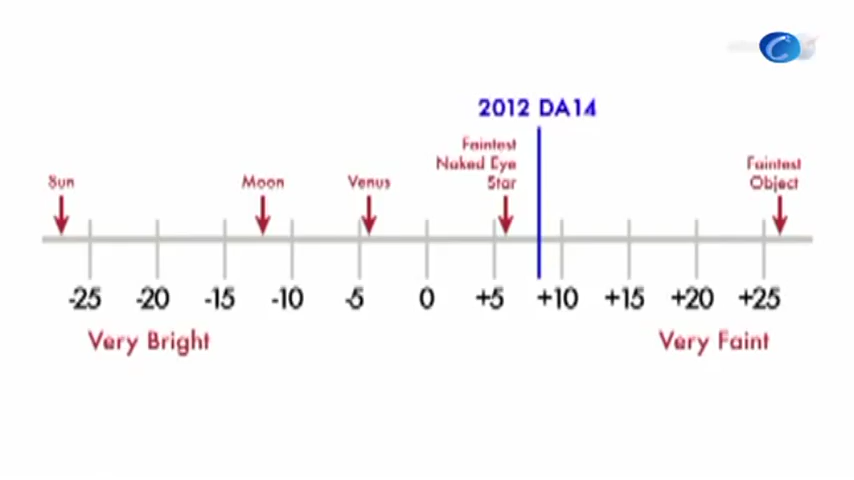 2012 DA14
Faintest
Naked Eye
Star
Sun
Moon
Venus
Faintest
Object
-25 -20 -15 -10 -5 0 +5 +10 +15 +20 +25
Very Bright
Very Faint
C